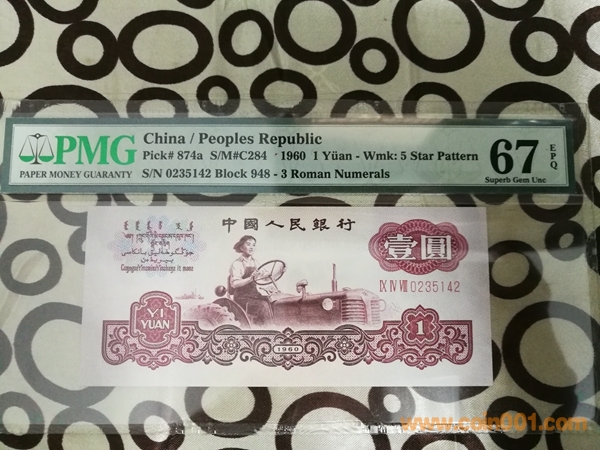 PMG
PAPER MONEY GUARANTY
China / Peoples Republic
Pick# 874a S/M#C284 · 1960 1 Yüan - Wmk: 5 Star Pattern
S/N 0235142 Block 948 - 3 Roman Numerals
67 EPQ
Superb Gem Unc
中國人民銀行
壹圓
IX IV VIII 0235142
YI
YUAN
1960
1
www.coin001.com